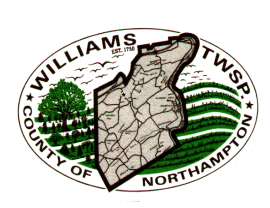 WILLIAMS TWSP.
EST. 1750
COUNTY OF NORTHAMPTON